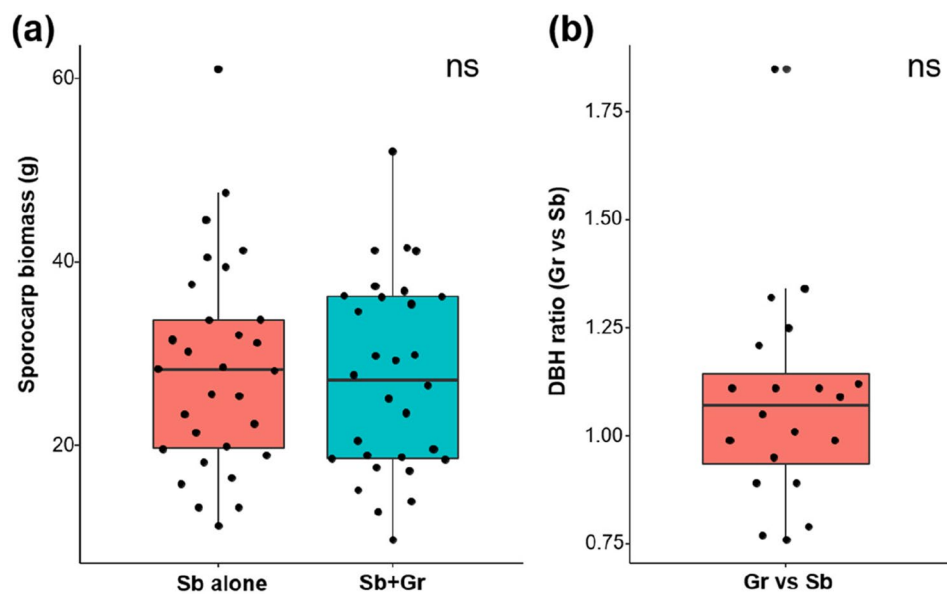 (a)
ns
60
40
20
Sporocarp biomass (g)
Sb alone
Sb+Gr
(b)
ns
1.75
1.50
1.25
1.00
0.75
DBH ratio (Gr vs Sb)
Gr vs Sb